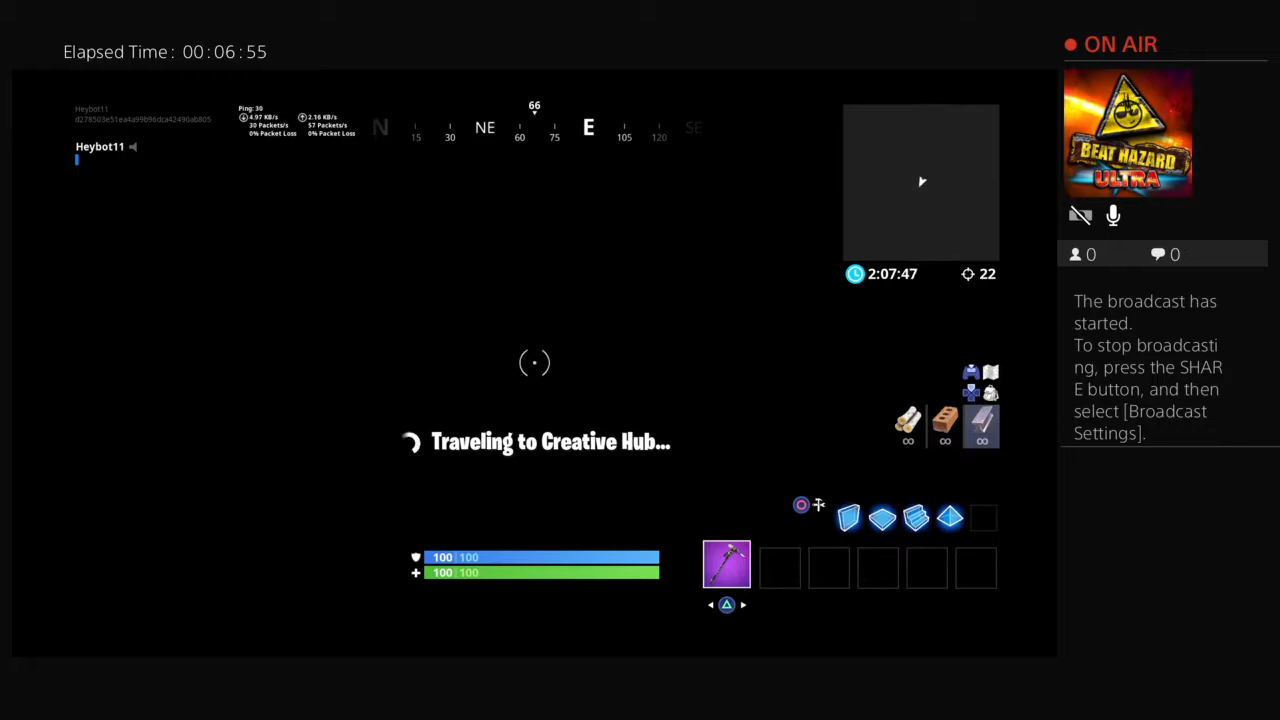 Elapsed Time: 00:06:55
ON AIR
Heybot11
d278503e51ea4a99b96dca42490ab805
Ping: 30
4.97 KB/s 2.16 KB/s
30 Packets/s 57 Packets/s
0% Packet Loss 0% Packet Loss
66
N 15 30 NE 60 75 E 105 120 SE
Heybot11
BEAT HAZARD
ULTRA
0 0
2:07:47 22
The broadcast has
started.
To stop broadcasti
ng, press the SHAR
E button, and then
select [Broadcast
Settings].
∞ ∞ ∞
Traveling to Creative Hub...
100 100
100 100